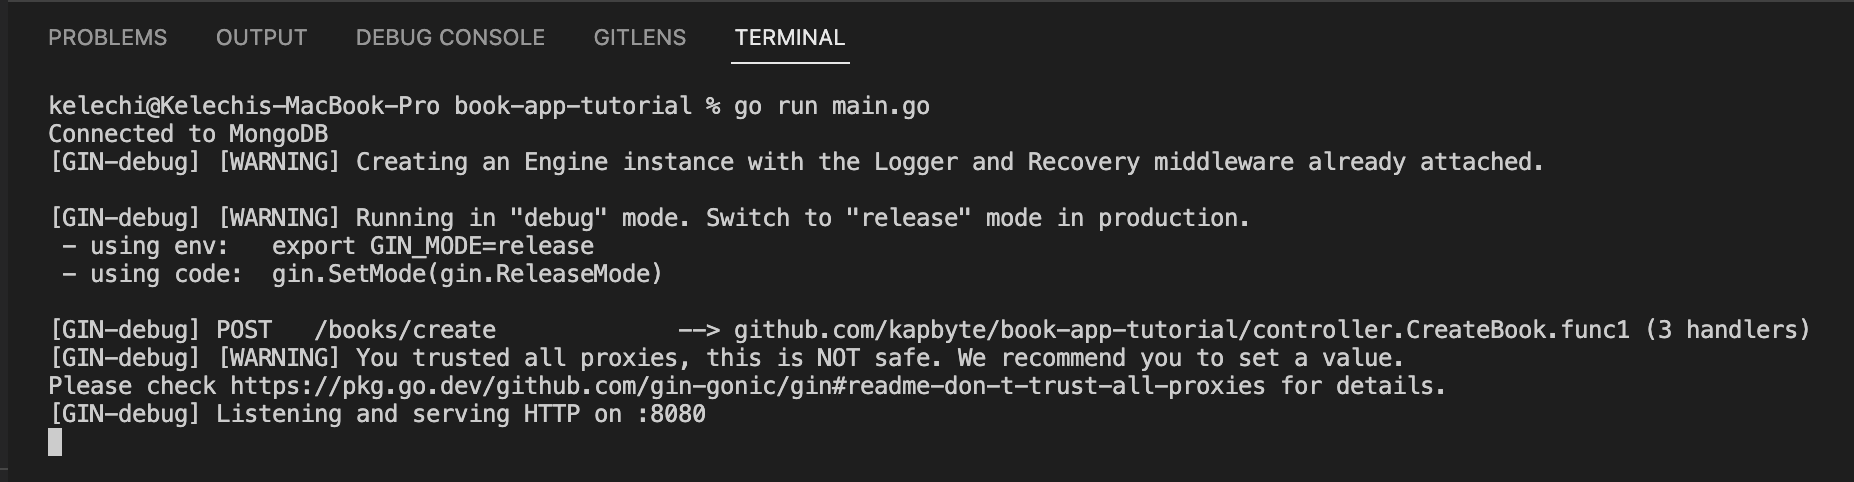 PROBLEMS OUTPUT DEBUG CONSOLE GITLENS TERMINAL
kelechi@Kelechis-MacBook-Pro book-app-tutorial % go run main.go
Connected to MongoDB
[GIN-debug] [WARNING] Creating an Engine instance with the Logger and Recovery middleware already attached.
[GIN-debug] [WARNING] Running in "debug" mode. Switch to "release" mode in production.
 - using env:   export GIN_MODE=release
 - using code:  gin.SetMode(gin.ReleaseMode)
[GIN-debug] POST   /books/create             --> github.com/kapbyte/book-app-tutorial/controller.CreateBook.func1 (3 handlers)
[GIN-debug] [WARNING] You trusted all proxies, this is NOT safe. We recommend you to set a value.
Please check https://pkg.go.dev/github.com/gin-gonic/gin#readme-don-t-trust-all-proxies for details.
[GIN-debug] Listening and serving HTTP on :8080